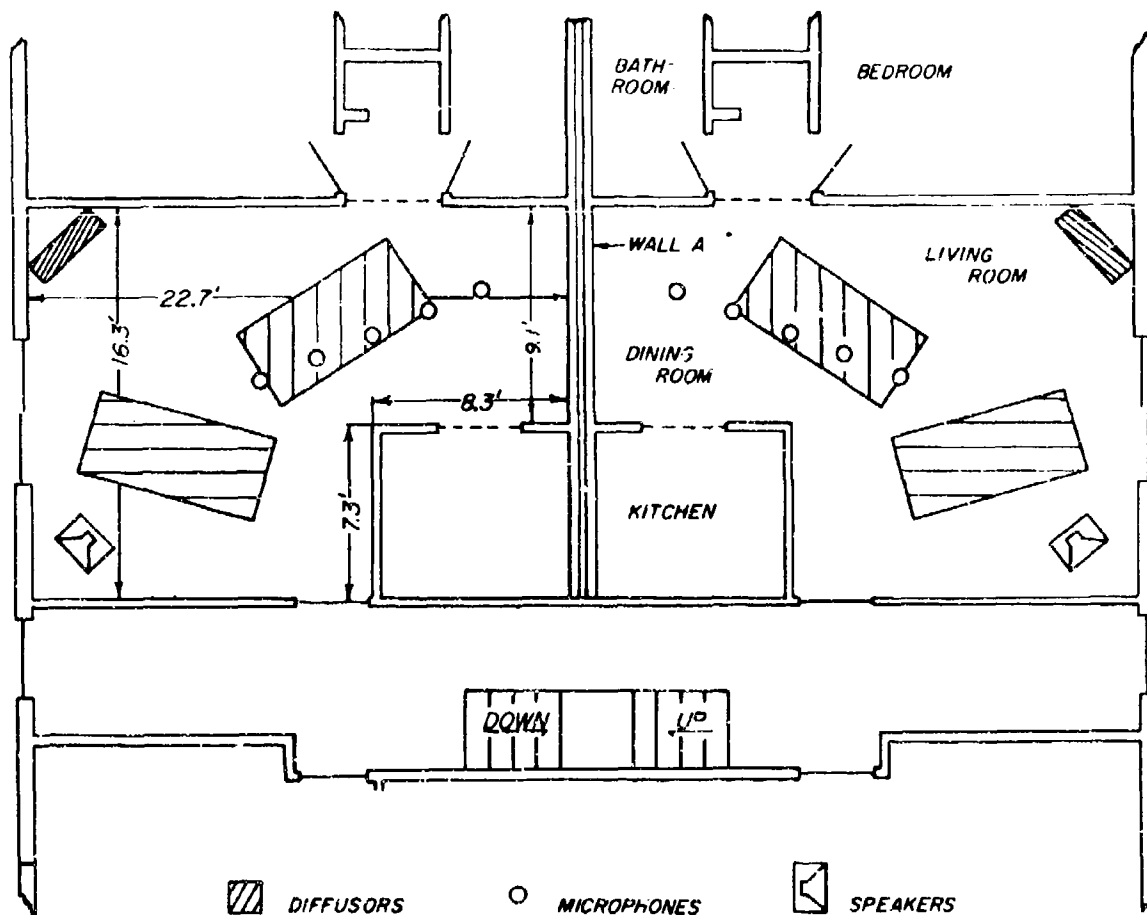 BATH-
ROOM
BEDROOM
WALL A
LIVING
ROOM
22.7'
16.3'
9.1'
DINING
ROOM
8.3'
7.3'
KITCHEN
DOWN
UP
DIFFUSORS
MICROPHONES
SPEAKERS